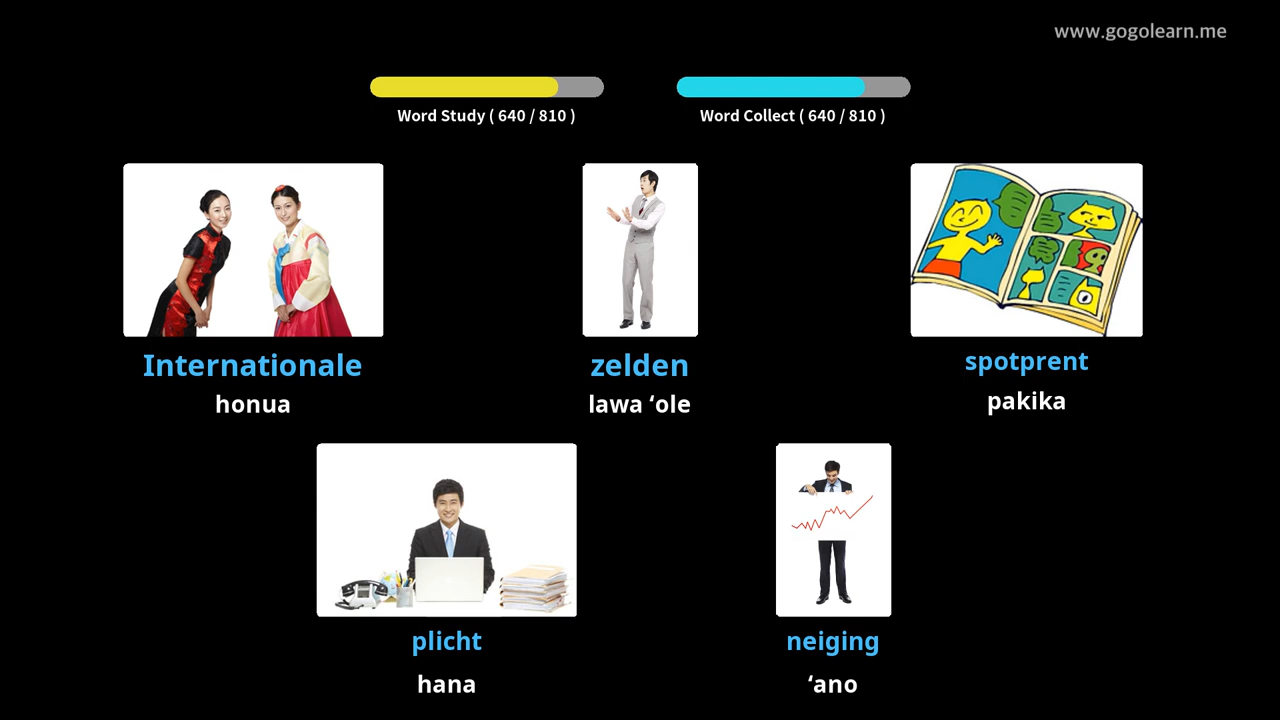 www.gogolearn.me
Word Study ( 640 / 810 )
Word Collect ( 640 / 810 )
Internationale
honua
zelden
lawa ʻole
spotprent
pakika
plicht
hana
neiging
ʻano